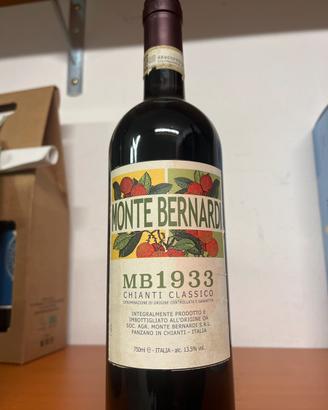 MONTE BERNARDI
MB1933
CHIANTI CLASSICO
DENOMINAZIONE DI ORIGINE CONTROLLATA E GARANTITA
INTEGRALMENTE PRODOTTO E
IMBOTTIGLIATO ALL'ORIGINE DA
SOC. AGR. MONTE BERNARDI S.R.L.
PANZANO IN CHIANTI - ITALIA
750ml e - ITALIA - alc. 13.5% vol.